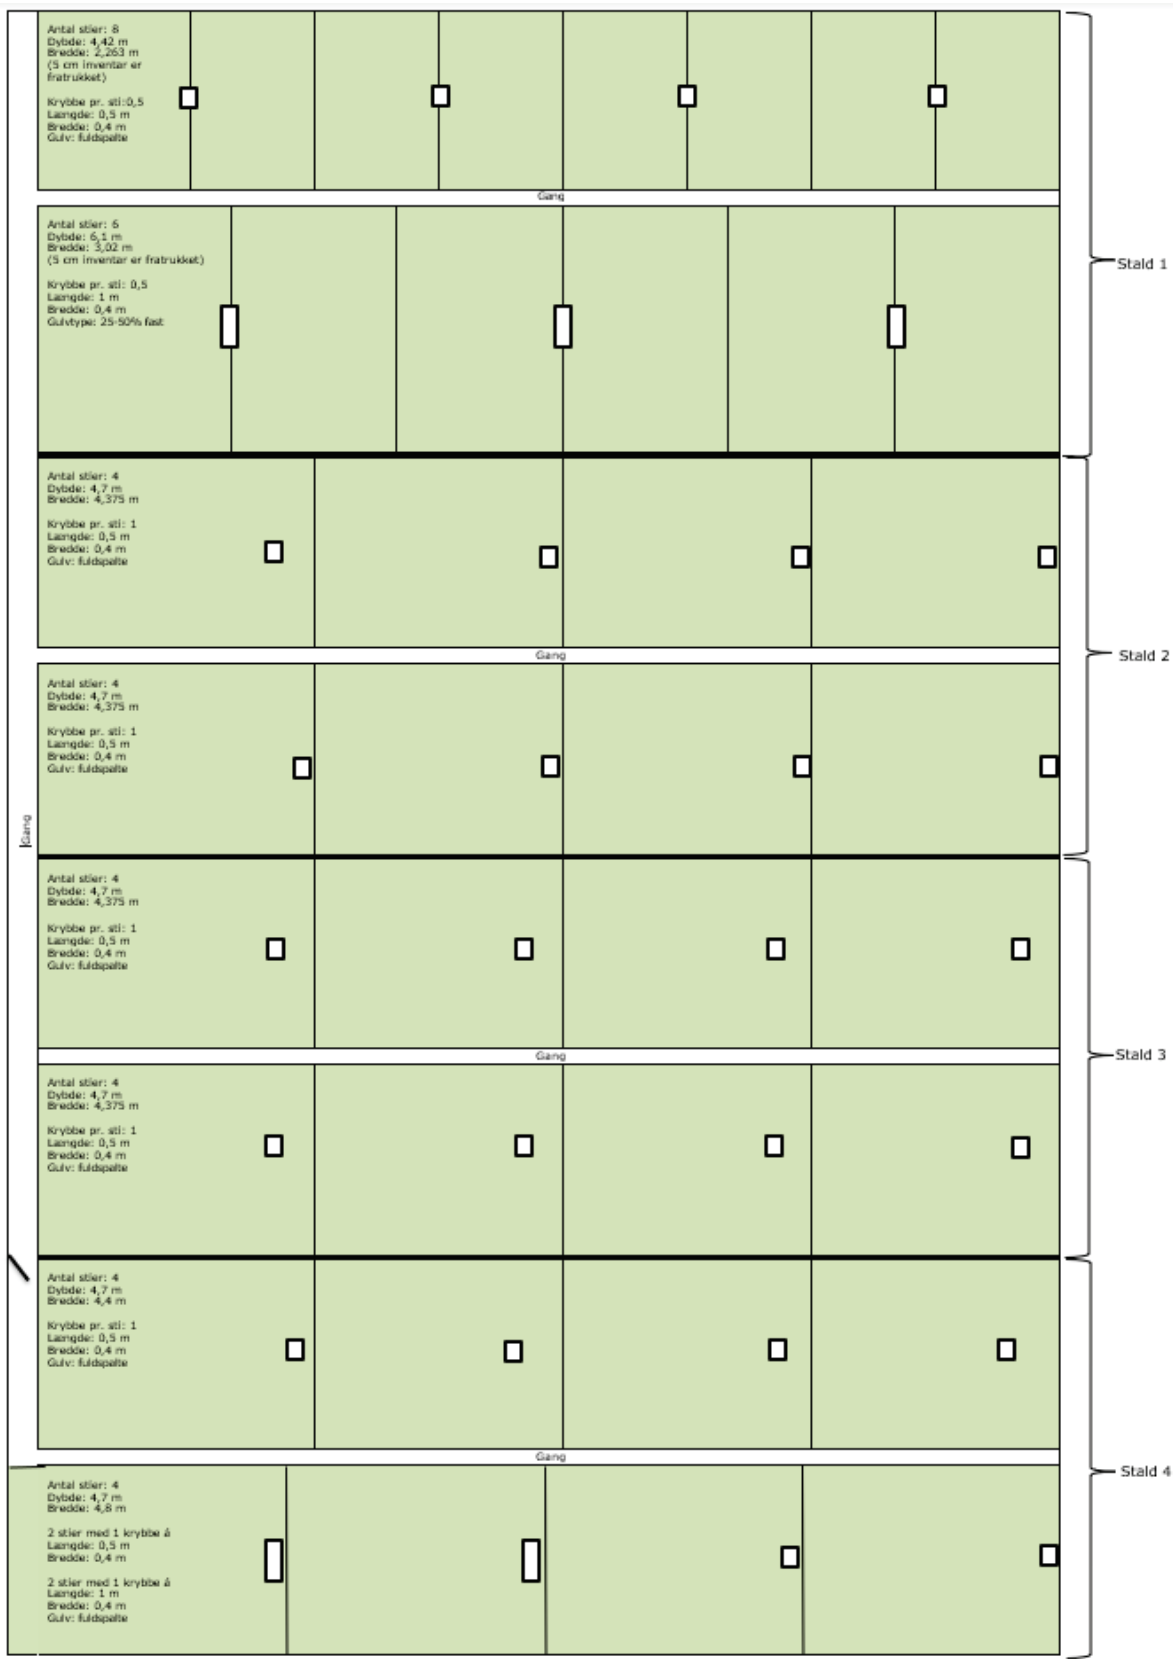 Antal stier: 8
Dybde: 4,42 m
Bredde: 2,263 m
(5 cm inventar er
fratrukket)
Krybbe pr. sti:0,5
Længde: 0,5 m
Bredde: 0,4 m
Gulv: fuldspalte
Gang
Antal stier: 6
Dybde: 6,1 m
Bredde: 3,02 m
(5 cm inventar er fratrukket)
Krybbe pr. sti: 0,5
Længde: 1 m
Bredde: 0,4 m
Gulvtype: 25-50% fast
Stald 1
Antal stier: 4
Dybde: 4,7 m
Bredde: 4,375 m
Krybbe pr. sti: 1
Længde: 0,5 m
Bredde: 0,4 m
Gulv: fuldspalte
Gang
Stald 2
Antal stier: 4
Dybde: 4,7 m
Bredde: 4,375 m
Krybbe pr. sti: 1
Længde: 0,5 m
Bredde: 0,4 m
Gulv: fuldspalte
Gang
Antal stier: 4
Dybde: 4,7 m
Bredde: 4,375 m
Krybbe pr. sti: 1
Længde: 0,5 m
Bredde: 0,4 m
Gulv: fuldspalte
Gang
Stald 3
Antal stier: 4
Dybde: 4,7 m
Bredde: 4,375 m
Krybbe pr. sti: 1
Længde: 0,5 m
Bredde: 0,4 m
Gulv: fuldspalte
Antal stier: 4
Dybde: 4,7 m
Bredde: 4,4 m
Krybbe pr. sti: 1
Længde: 0,5 m
Bredde: 0,4 m
Gulv: fuldspalte
Gang
Stald 4
Antal stier: 4
Dybde: 4,7 m
Bredde: 4,8 m
2 stier med 1 krybbe á
Længde: 0,5 m
Bredde: 0,4 m
2 stier med 1 krybbe á
Længde: 1 m
Bredde: 0,4 m
Gulv: fuldspalte